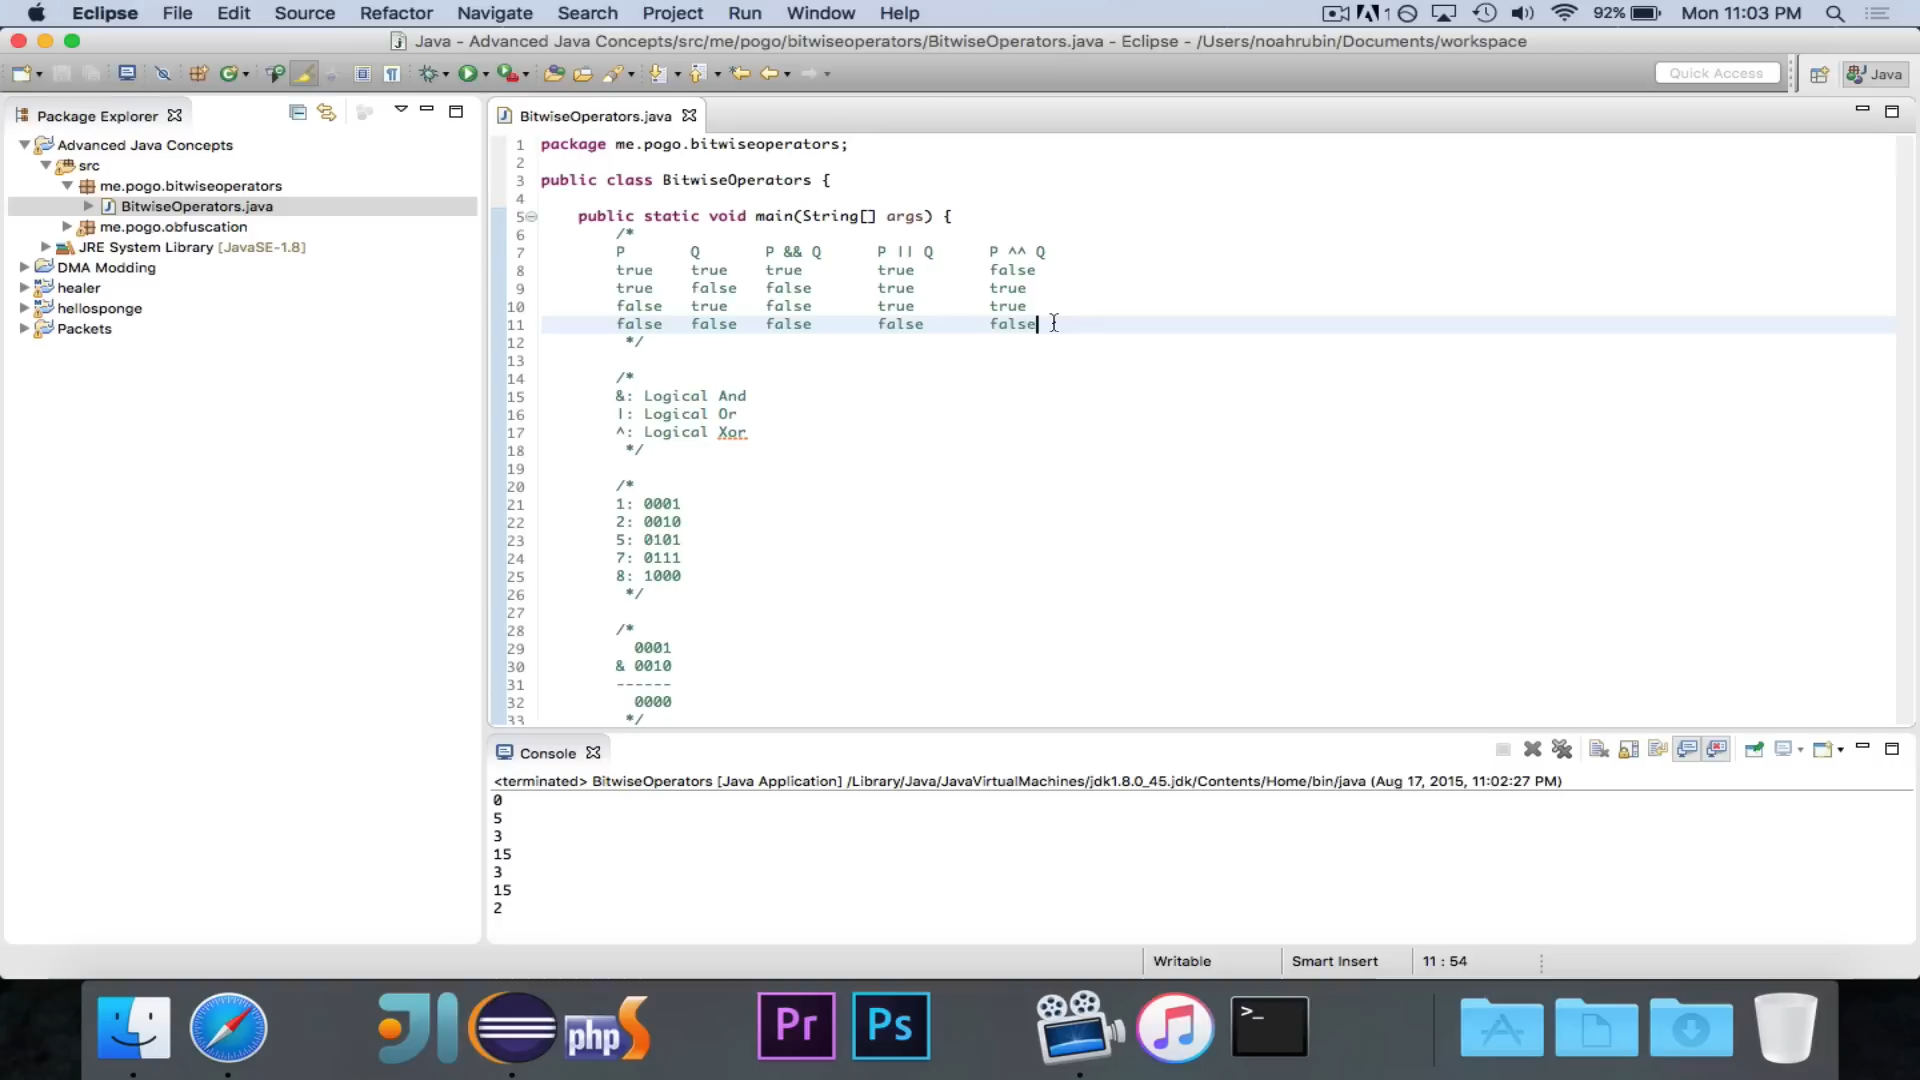 Eclipse File Edit Source Refactor Navigate Search Project Run Window Help 1 92% Mon 11:03 PM
Java - Advanced Java Concepts/src/me/pogo/bitwiseoperators/BitwiseOperators.java - Eclipse - /Users/noahrubin/Documents/workspace
Quick Access Java
Package Explorer
Advanced Java Concepts
src
me.pogo.bitwiseoperators
BitwiseOperators.java
me.pogo.obfuscation
JRE System Library [JavaSE-1.8]
DMA Modding
healer
hellosponge
Packets
BitwiseOperators.java
1 package me.pogo.bitwiseoperators;
2
3 public class BitwiseOperators {
4
5 public static void main(String[] args) {
6 /*
7 P Q P && Q P || Q P ^^ Q
8 true true true true false
9 true false false true true
10 false true false true true
11 false false false false false
12 */
13
14 /*
15 &: Logical And
16 |: Logical Or
17 ^: Logical Xor
18 */
19
20 /*
21 1: 0001
22 2: 0010
23 5: 0101
24 7: 0111
25 8: 1000
26 */
27
28 /*
29 0001
30 & 0010
31 ------
32 0000
33 */
Console
<terminated> BitwiseOperators [Java Application] /Library/Java/JavaVirtualMachines/jdk1.8.0_45.jdk/Contents/Home/bin/java (Aug 17, 2015, 11:02:27 PM)
0
5
3
15
3
15
2
Writable Smart Insert 11 : 54
JI php S Pr Ps >_